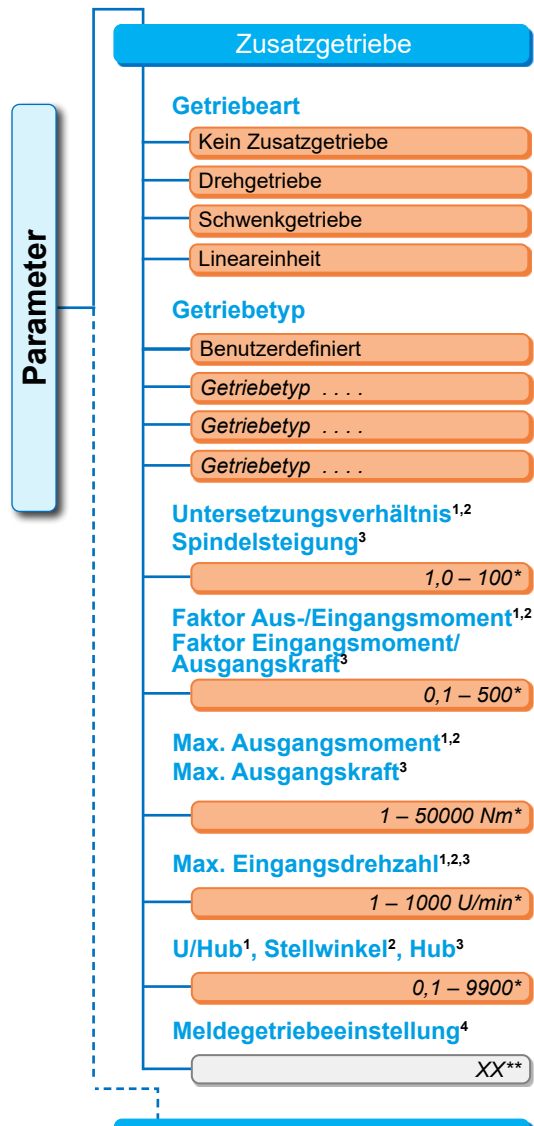 Zusatzgetriebe
Parameter
Getriebeart
Kein Zusatzgetriebe
Drehgetriebe
Schwenkgetriebe
Lineareinheit
Getriebetyp
Benutzerdefiniert
Getriebetyp . . . .
Getriebetyp . . . .
Getriebetyp . . . .
Untersetzungsverhältnis1,2
Spindelsteigung3
1,0 – 100*
Faktor Aus-/Eingangsmoment1,2
Faktor Eingangsmoment/
Ausgangskraft3
0,1 – 500*
Max. Ausgangsmoment1,2
Max. Ausgangskraft3
1 – 50000 Nm*
Max. Eingangsdrehzahl1,2,3
1 – 1000 U/min*
U/Hub1, Stellwinkel2, Hub3
0,1 – 9900*
Meldegetriebeeinstellung4
XX**